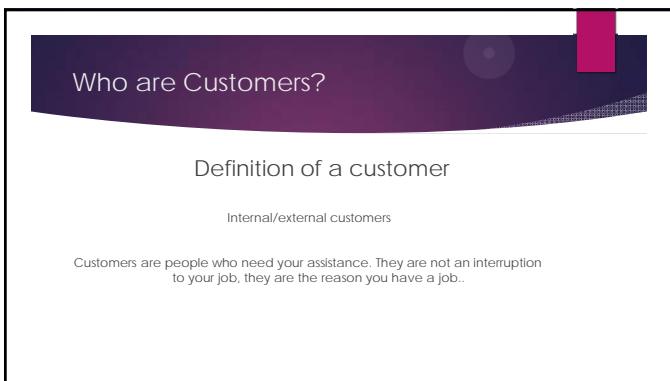 Who are Customers?
Definition of a customer
Internal/external customers
Customers are people who need your assistance. They are not an interruption
to your job, they are the reason you have a job..